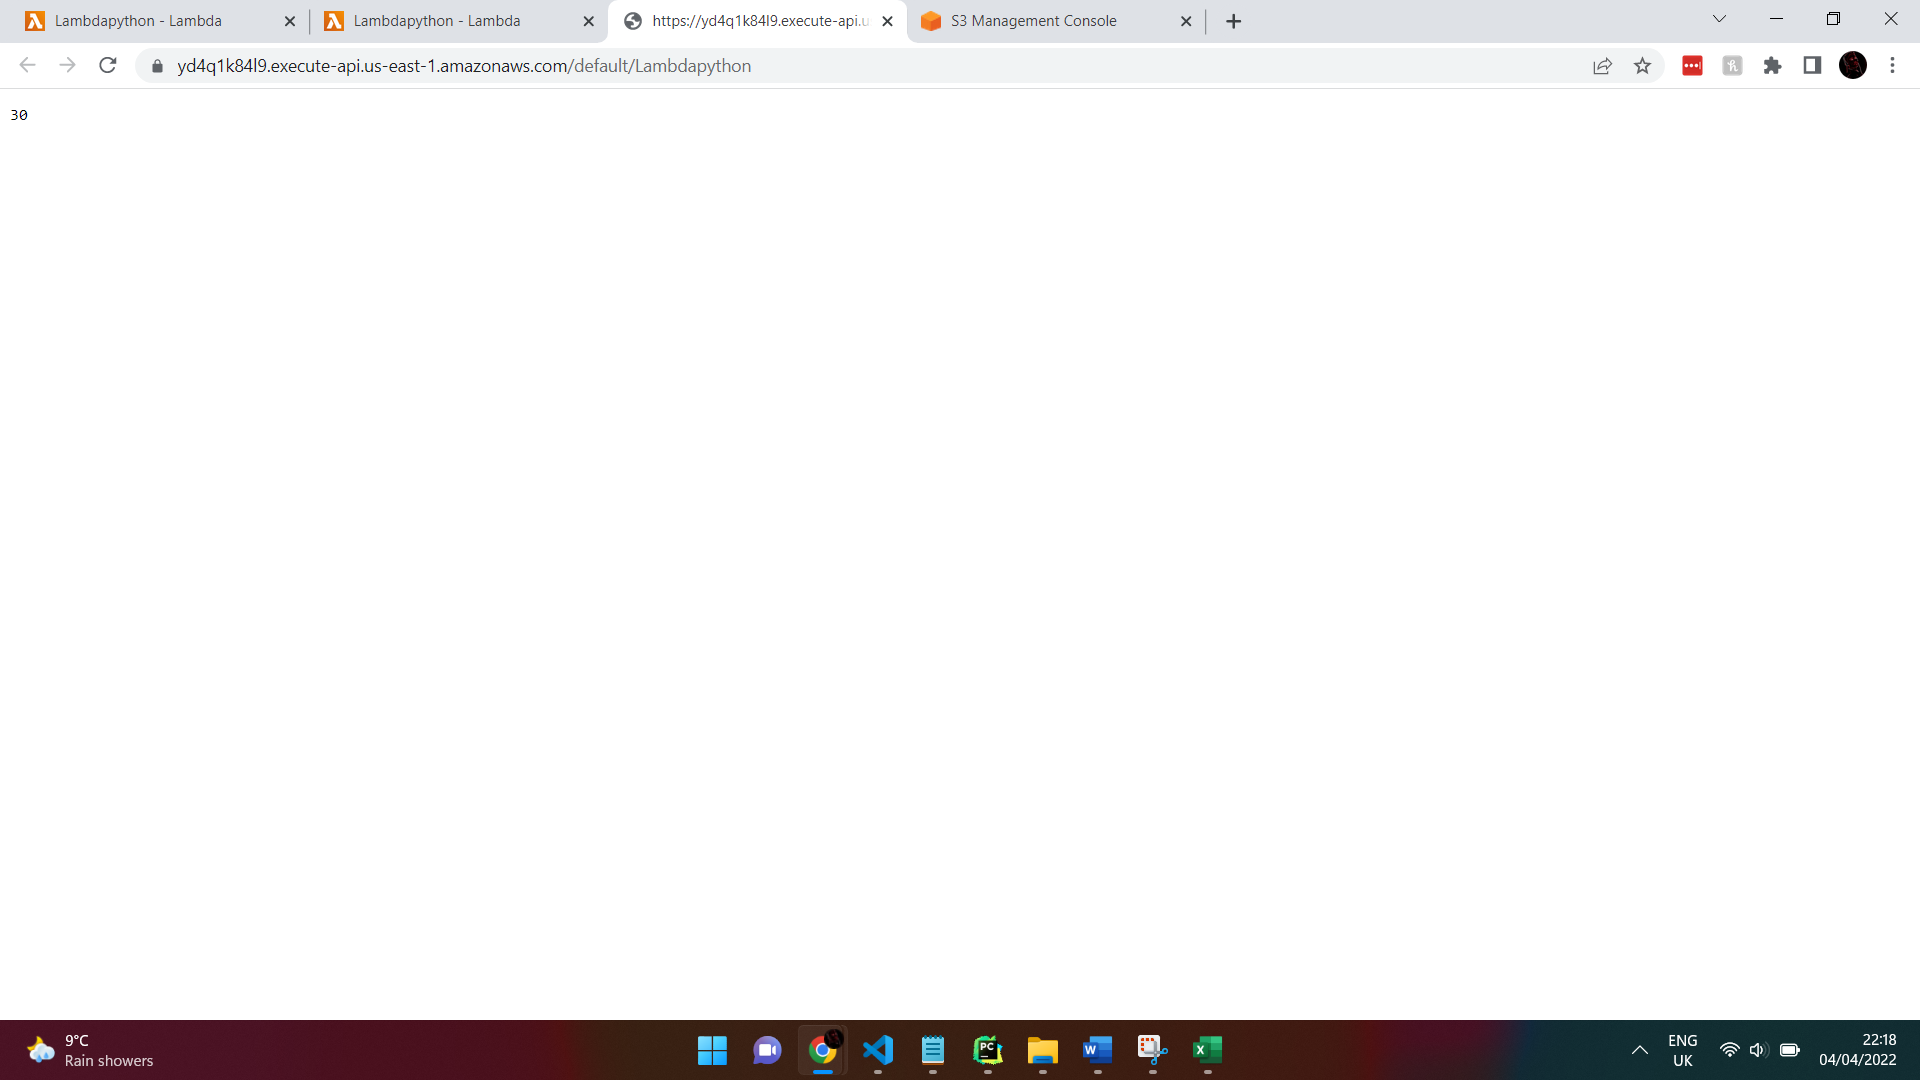 Lambdapython - Lambda
Lambdapython - Lambda
https://yd4q1k84l9.execute-api.u
S3 Management Console
yd4q1k84l9.execute-api.us-east-1.amazonaws.com/default/Lambdapython
30
9°C
Rain showers
PC
W
X
ENG
UK
22:18
04/04/2022